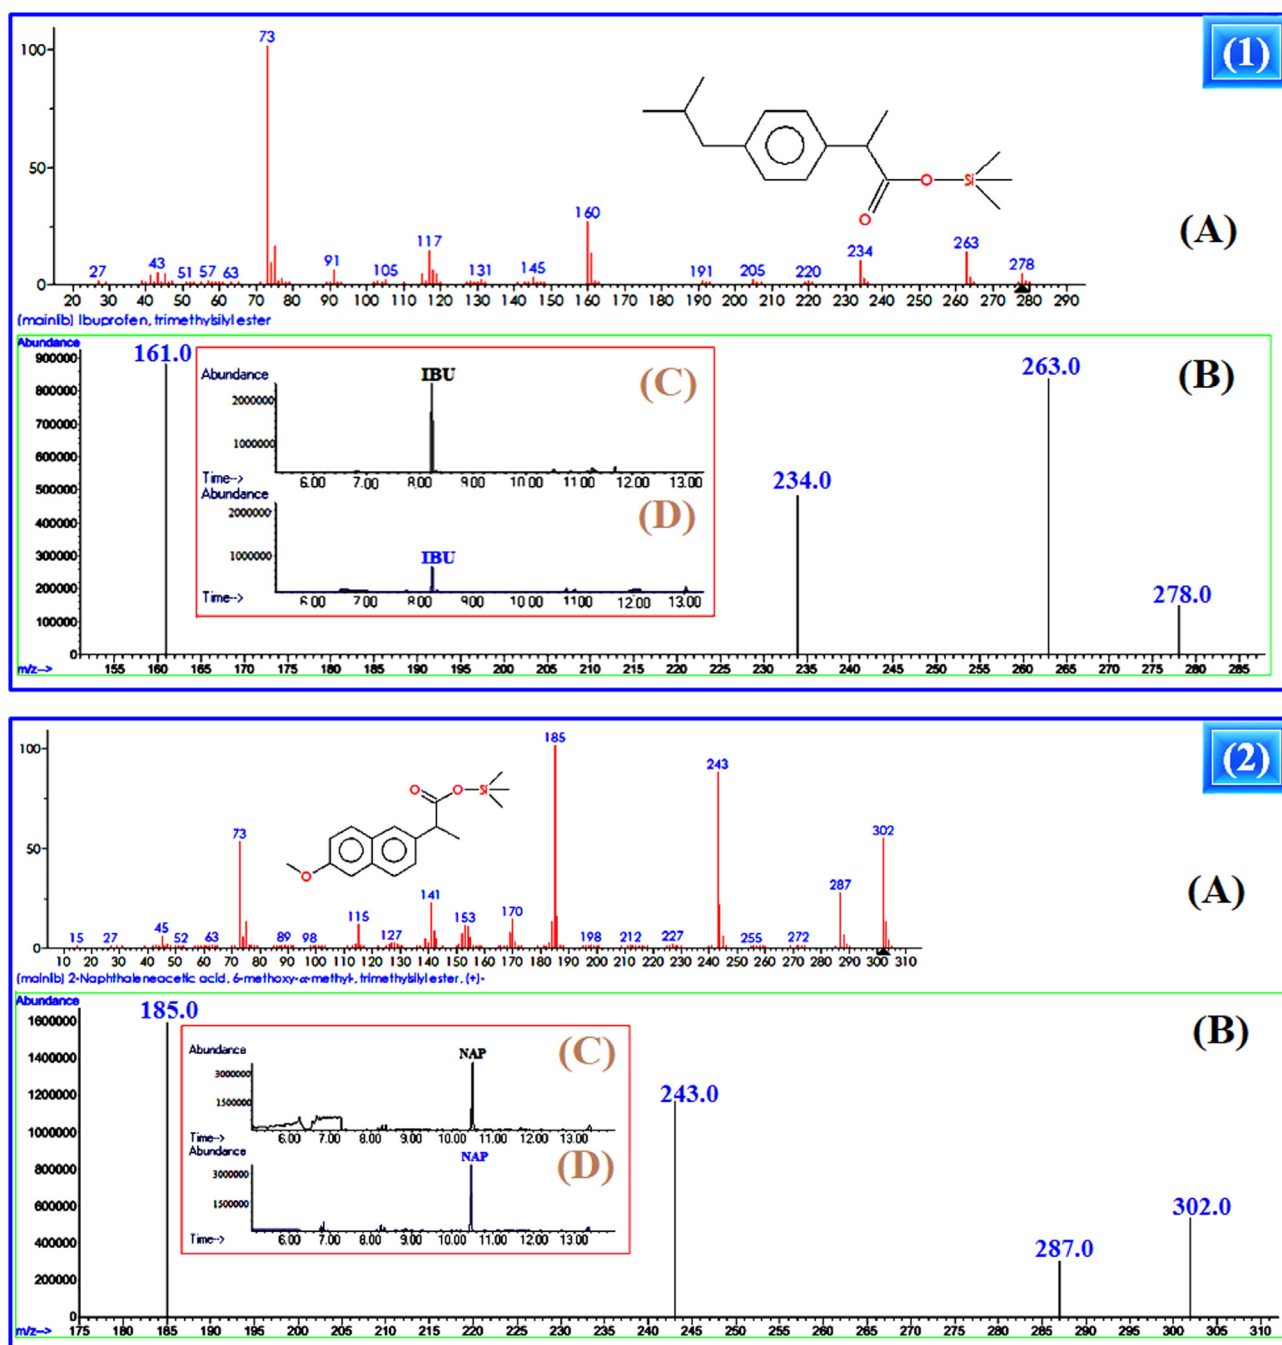 (1)
100
73
50
0
27 43 51 57 63 91 105 117 131 145 160 191 205 220 234 263 278
20 30 40 50 60 70 80 90 100 110 120 130 140 150 160 170 180 190 200 210 220 230 240 250 260 270 280 290
O Si
O
(A)
(mainlib) Ibuprofen, trimethylsilyl ester
Abundance
900000
800000
700000
600000
500000
400000
300000
200000
100000
0
161.0
234.0
263.0
278.0
(B)
Abundance
IBU
(C)
2000000
1000000
Time-->
6.00 7.00 8.00 9.00 10.00 11.00 12.00 13.00
Abundance
(D)
2000000
1000000
IBU
Time-->
6.00 7.00 8.00 9.00 10.00 11.00 12.00 13.00
m/z-->
155 160 165 170 175 180 185 190 195 200 205 210 215 220 225 230 235 240 245 250 255 260 265 270 275 280 285
(2)
100
50
0
15 27 45 52 63 73 89 98 115 127 141 153 170 185 198 212 227 243 255 272 287 302
10 20 30 40 50 60 70 80 90 100 110 120 130 140 150 160 170 180 190 200 210 220 230 240 250 260 270 280 290 300 310
O O Si
O
(A)
(mainlib) 2-Naphthaleneacetic acid, 6-methoxy-α-methyl-, trimethylsilyl ester, (+)-
Abundance
1600000
1400000
1200000
1000000
800000
600000
400000
200000
0
185.0
243.0
287.0
302.0
(B)
Abundance
NAP
(C)
3000000
1500000
Time-->
6.00 7.00 8.00 9.00 10.00 11.00 12.00 13.00
Abundance
NAP
(D)
3000000
1500000
Time-->
6.00 7.00 8.00 9.00 10.00 11.00 12.00 13.00
m/z-->
175 180 185 190 195 200 205 210 215 220 225 230 235 240 245 250 255 260 265 270 275 280 285 290 295 300 305 310